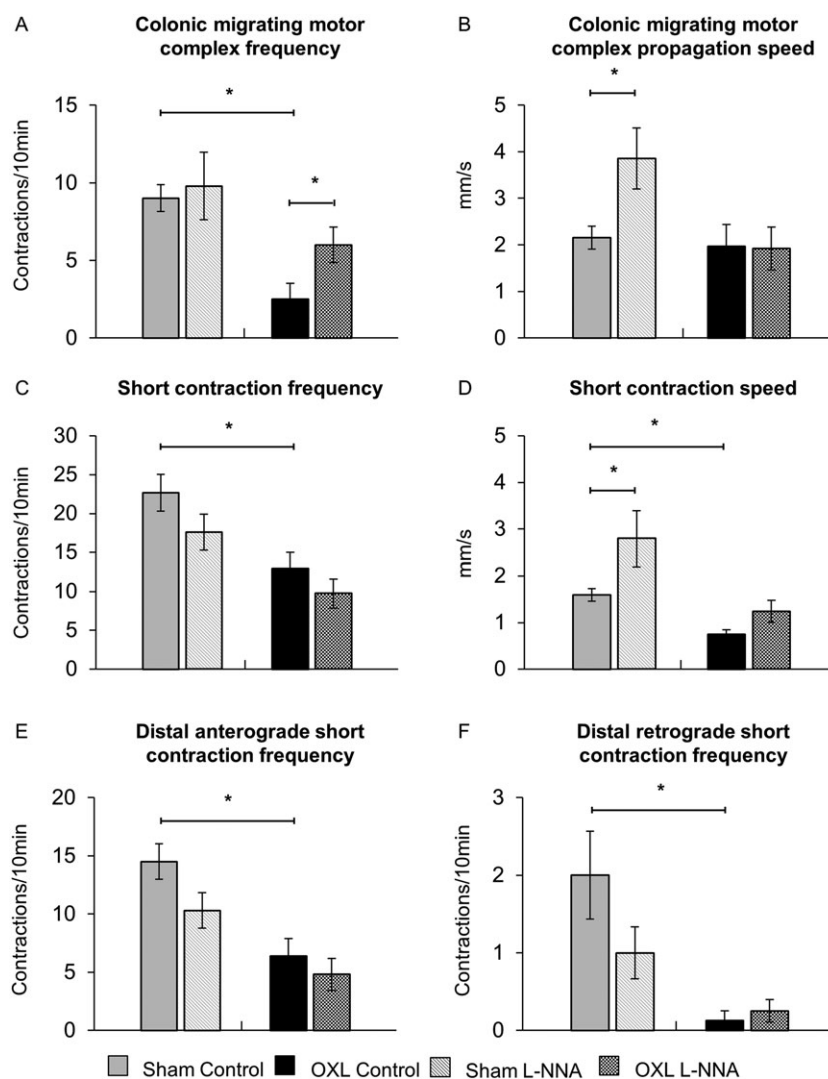 A
Colonic migrating motor
complex frequency
*
*
15
10
5
0
Contractions/10min
B
Colonic migrating motor
complex propagation speed
*
5
4
3
2
1
0
mm/s
C
Short contraction frequency
*
30
25
20
15
10
5
0
Contractions/10min
D
Short contraction speed
*
*
5
4
3
2
1
0
mm/s
E
Distal anterograde short
contraction frequency
*
20
15
10
5
0
Contractions/10min
F
Distal retrograde short
contraction frequency
*
3
2
1
0
Contractions/10min
Sham Control OXL Control Sham L-NNA OXL L-NNA